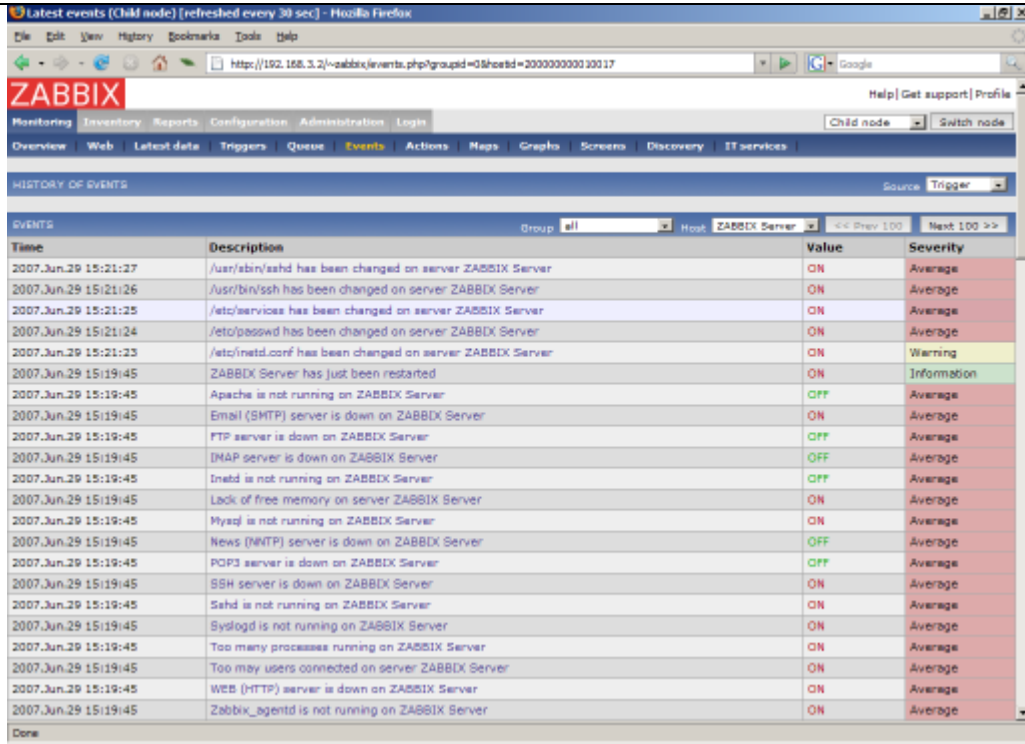 Latest events (Child node) [refreshed every 30 sec] - Mozilla Firefox
File Edit View History Bookmarks Tools Help
http://192.168.3.2/~zabbix/events.php?groupid=0&hostid=200000000010017 Google
ZABBIX Help | Get support | Profile
Monitoring Inventory Reports Configuration Administration Login Child node Switch node
Overview Web Latest data Triggers Queue Events Actions Maps Graphs Screens Discovery IT services
HISTORY OF EVENTS Source Trigger
EVENTS Group all Host ZABBIX Server << Prev 100 Next 100 >>
Time Description Value Severity
2007.Jun.29 15:21:27 /usr/sbin/sshd has been changed on server ZABBIX Server ON Average
2007.Jun.29 15:21:26 /usr/bin/ssh has been changed on server ZABBIX Server ON Average
2007.Jun.29 15:21:25 /etc/services has been changed on server ZABBIX Server ON Average
2007.Jun.29 15:21:24 /etc/passwd has been changed on server ZABBIX Server ON Average
2007.Jun.29 15:21:23 /etc/inetd.conf has been changed on server ZABBIX Server ON Warning
2007.Jun.29 15:19:45 ZABBIX Server has just been restarted ON Information
2007.Jun.29 15:19:45 Apache is not running on ZABBIX Server OFF Average
2007.Jun.29 15:19:45 Email (SMTP) server is down on ZABBIX Server ON Average
2007.Jun.29 15:19:45 FTP server is down on ZABBIX Server OFF Average
2007.Jun.29 15:19:45 IMAP server is down on ZABBIX Server OFF Average
2007.Jun.29 15:19:45 Inetd is not running on ZABBIX Server OFF Average
2007.Jun.29 15:19:45 Lack of free memory on server ZABBIX Server ON Average
2007.Jun.29 15:19:45 Mysql is not running on ZABBIX Server ON Average
2007.Jun.29 15:19:45 News (NNTP) server is down on ZABBIX Server OFF Average
2007.Jun.29 15:19:45 POP3 server is down on ZABBIX Server OFF Average
2007.Jun.29 15:19:45 SSH server is down on ZABBIX Server ON Average
2007.Jun.29 15:19:45 Sshd is not running on ZABBIX Server ON Average
2007.Jun.29 15:19:45 Syslogd is not running on ZABBIX Server ON Average
2007.Jun.29 15:19:45 Too many processes running on ZABBIX Server ON Average
2007.Jun.29 15:19:45 Too may users connected on server ZABBIX Server ON Average
2007.Jun.29 15:19:45 WEB (HTTP) server is down on ZABBIX Server ON Average
2007.Jun.29 15:19:45 Zabbix_agentd is not running on ZABBIX Server ON Average
Done